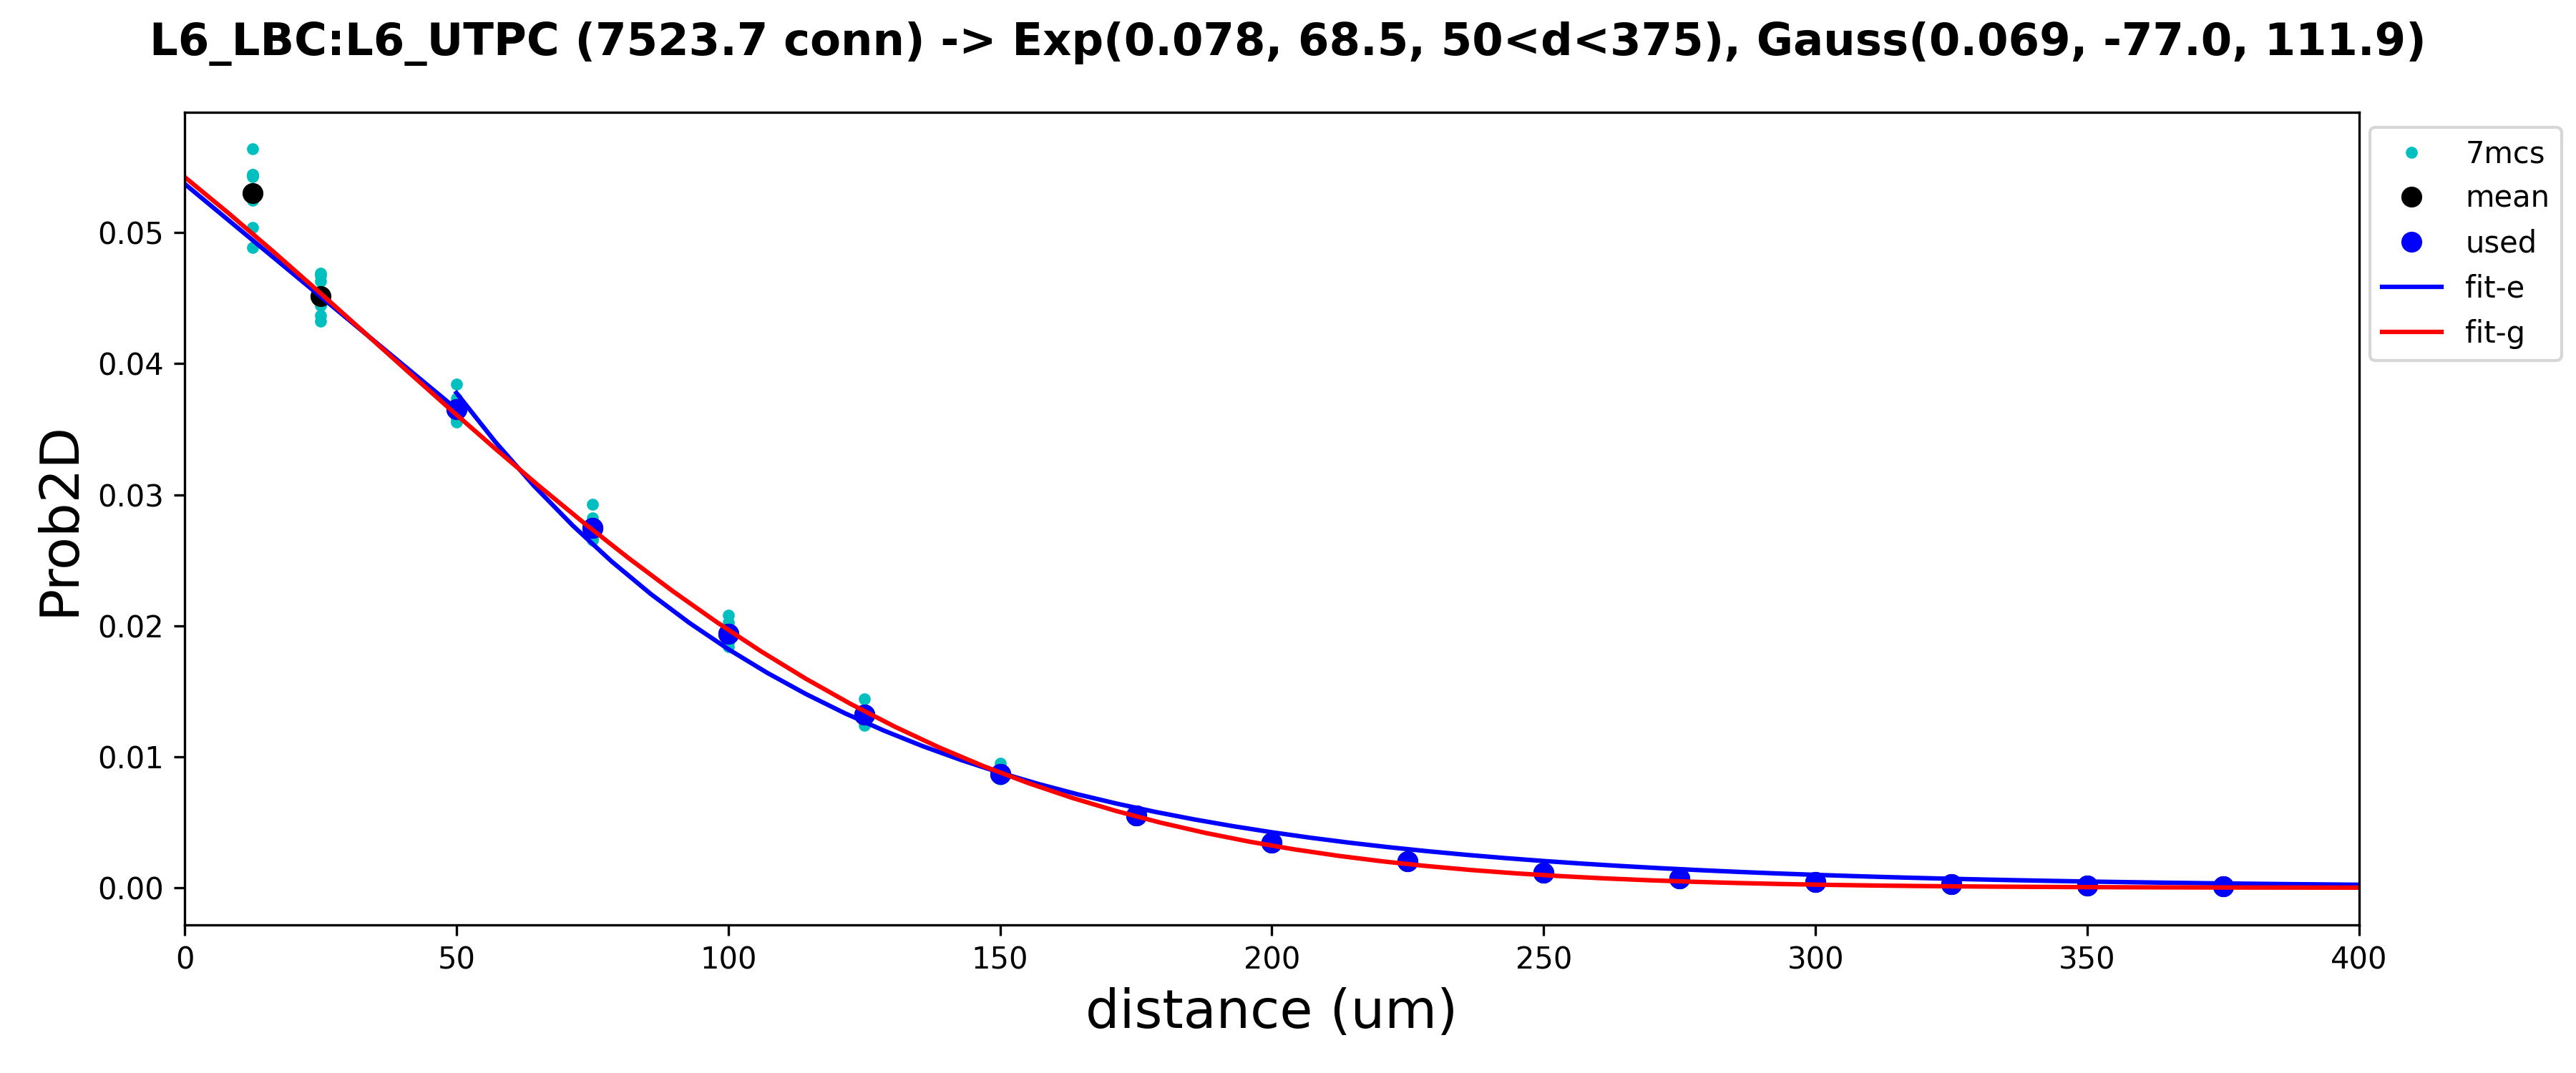 L6_LBC:L6_UTPC (7523.7 conn) -> Exp(0.078, 68.5, 50<d<375), Gauss(0.069, -77.0, 111.9)
7mcs
mean
used
fit-e
fit-g
Prob2D
0.05
0.04
0.03
0.02
0.01
0.00
0 50 100 150 200 250 300 350 400
distance (um)